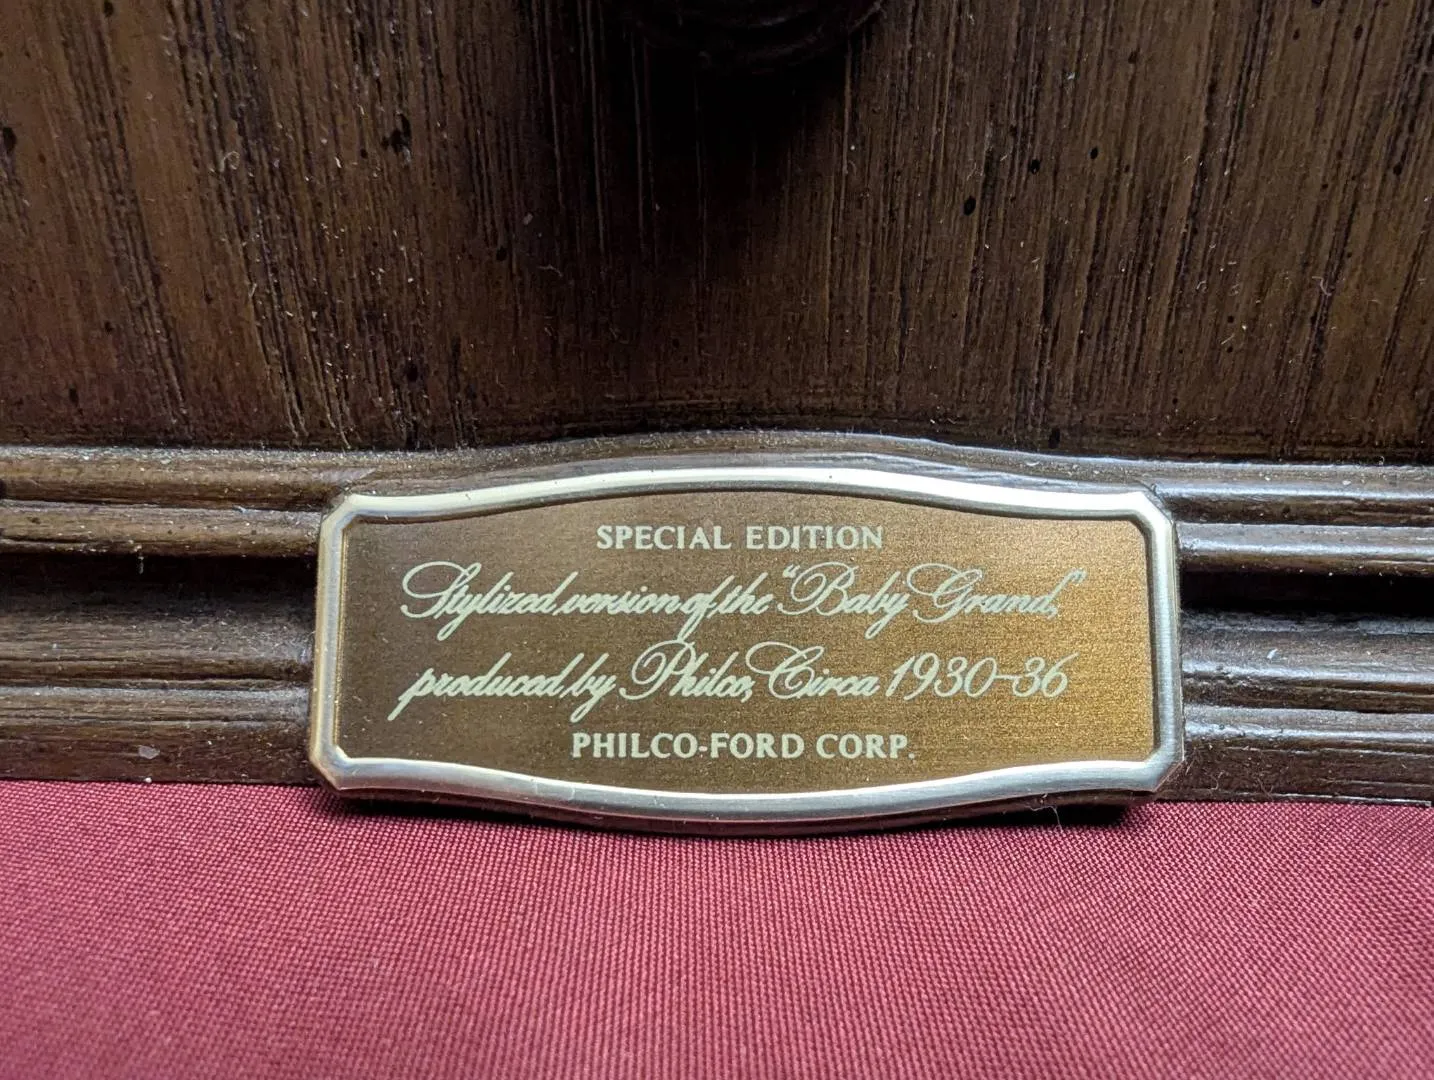 SPECIAL EDITION
Stylized version of the "Baby Grand,"
produced by Philco, Circa 1930-36
PHILCO-FORD CORP.